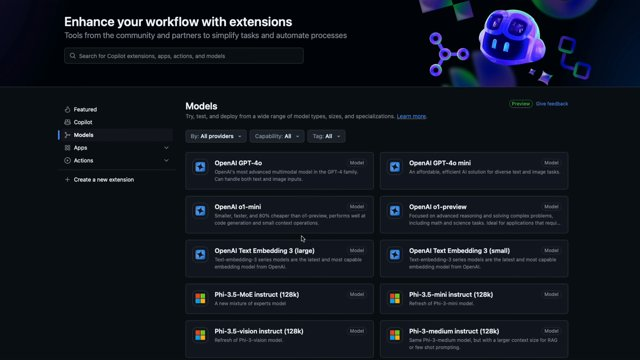 Enhance your workflow with extensions
Tools from the community and partners to simplify tasks and automate processes
Search for Copilot extensions, apps, actions, and models
Featured
Copilot
Models
Apps
Actions
Create a new extension
Models
Preview
Give feedback
Try, test, and deploy from a wide range of model types, sizes, and specializations. Learn more.
By: All providers
Capability: All
Tag: All
OpenAI GPT-4o
Model
OpenAI's most advanced multimodal model in the GPT-4 family.
Can handle both text and image inputs.
OpenAI GPT-4o mini
Model
An affordable, efficient AI solution for diverse text and image tasks.
OpenAI o1-mini
Model
Smaller, faster, and 80% cheaper than o1-preview, performs well at
code generation and small context operations.
OpenAI o1-preview
Model
Focused on advanced reasoning and solving complex problems,
including math and science tasks. Ideal for applications that requi...
OpenAI Text Embedding 3 (large)
Model
Text-embedding-3 series models are the latest and most capable
embedding model from OpenAI.
OpenAI Text Embedding 3 (small)
Model
Text-embedding-3 series models are the latest and most capable
embedding model from OpenAI.
Phi-3.5-MoE instruct (128k)
Model
A new mixture of experts model
Phi-3.5-mini instruct (128k)
Model
Refresh of Phi-3-mini model.
Phi-3.5-vision instruct (128k)
Model
Refresh of Phi-3-vision model.
Phi-3-medium instruct (128k)
Model
Same Phi-3-medium model, but with a larger context size for RAG
or few shot prompting.